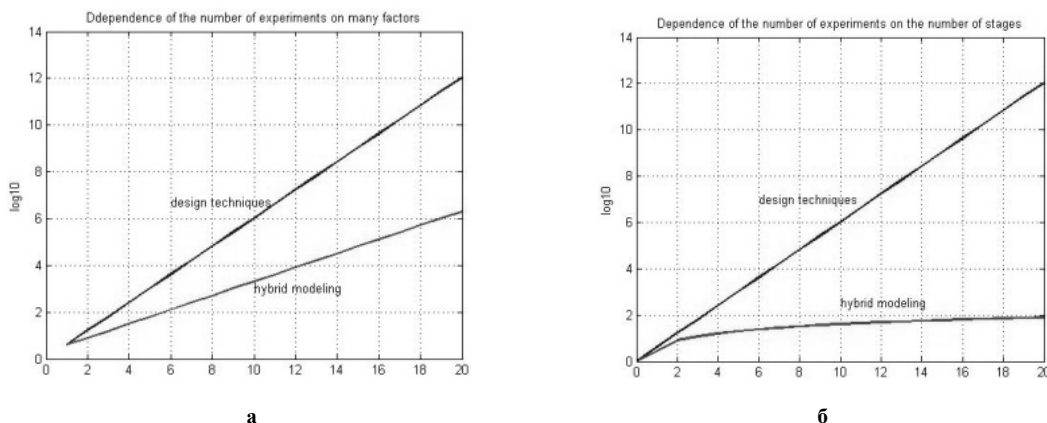 Ddependence of the number of experiments on many factors
14
12
10
8
6
4
2
0
log10
design techniques
hybrid modeling
0 2 4 6 8 10 12 14 16 18 20
а
Dependence of the number of experiments on the number of stages
14
12
10
8
6
4
2
0
log10
design techniques
hybrid modeling
0 2 4 6 8 10 12 14 16 18 20
б